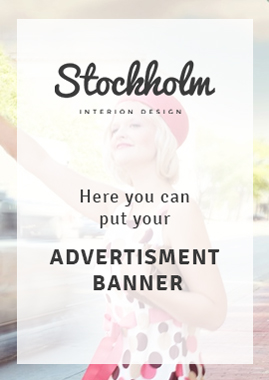 Stockholm
INTERIOR DESIGN
Here you can
put your
ADVERTISMENT
BANNER